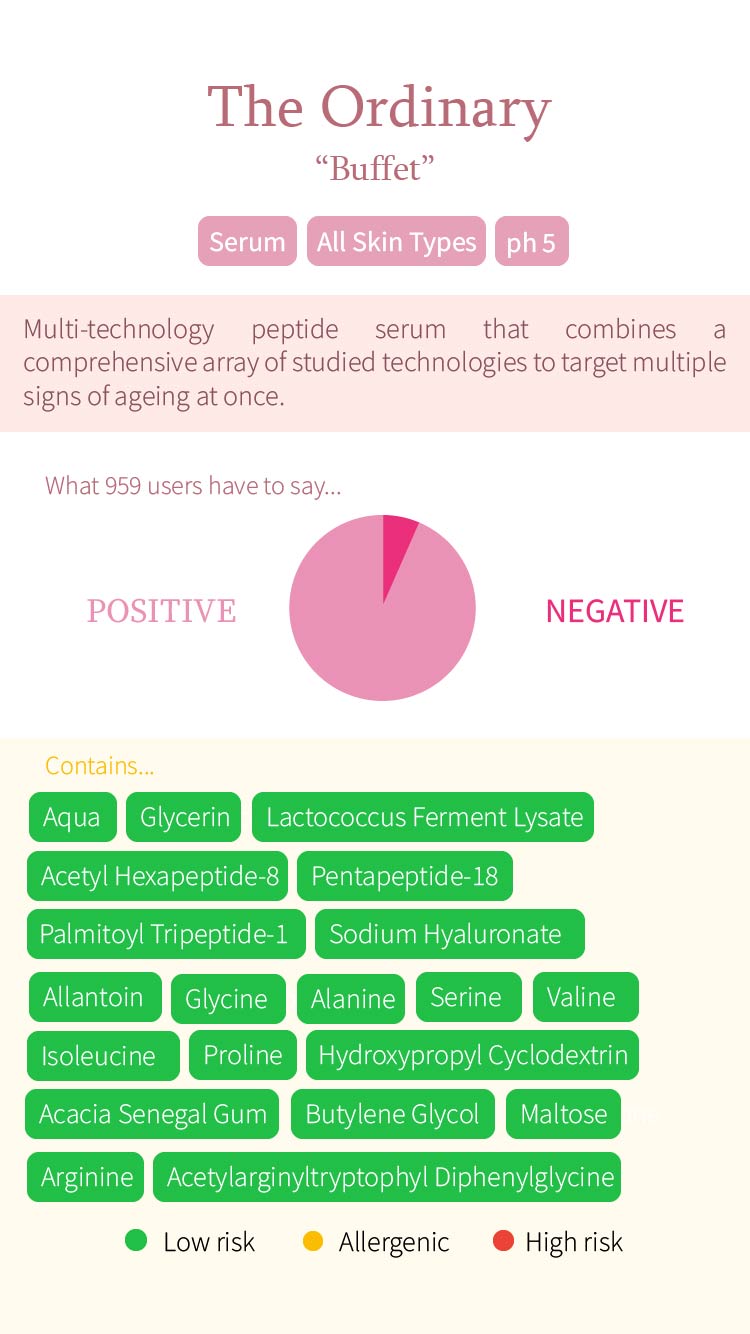 The Ordinary
“Buffet”
Serum All Skin Types ph 5
Multi-technology peptide serum that combines a
comprehensive array of studied technologies to target multiple
signs of ageing at once.
What 959 users have to say...
POSITIVE NEGATIVE
Contains...
Aqua Glycerin Lactococcus Ferment Lysate
Acetyl Hexapeptide-8 Pentapeptide-18
Palmitoyl Tripeptide-1 Sodium Hyaluronate
Allantoin Glycine Alanine Serine Valine
Isoleucine Proline Hydroxypropyl Cyclodextrin
Acacia Senegal Gum Butylene Glycol Maltose
Arginine Acetylarginyltryptophyl Diphenylglycine
Low risk Allergenic High risk